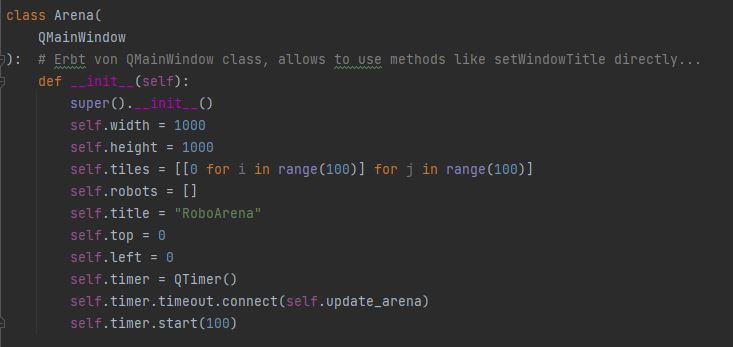 class Arena(
    QMainWindow
):  # Erbt von QMainWindow class, allows to use methods like setWindowTitle directly...
    def __init__(self):
        super().__init__()
        self.width = 1000
        self.height = 1000
        self.tiles = [[0 for i in range(100)] for j in range(100)]
        self.robots = []
        self.title = "RoboArena"
        self.top = 0
        self.left = 0
        self.timer = QTimer()
        self.timer.timeout.connect(self.update_arena)
        self.timer.start(100)